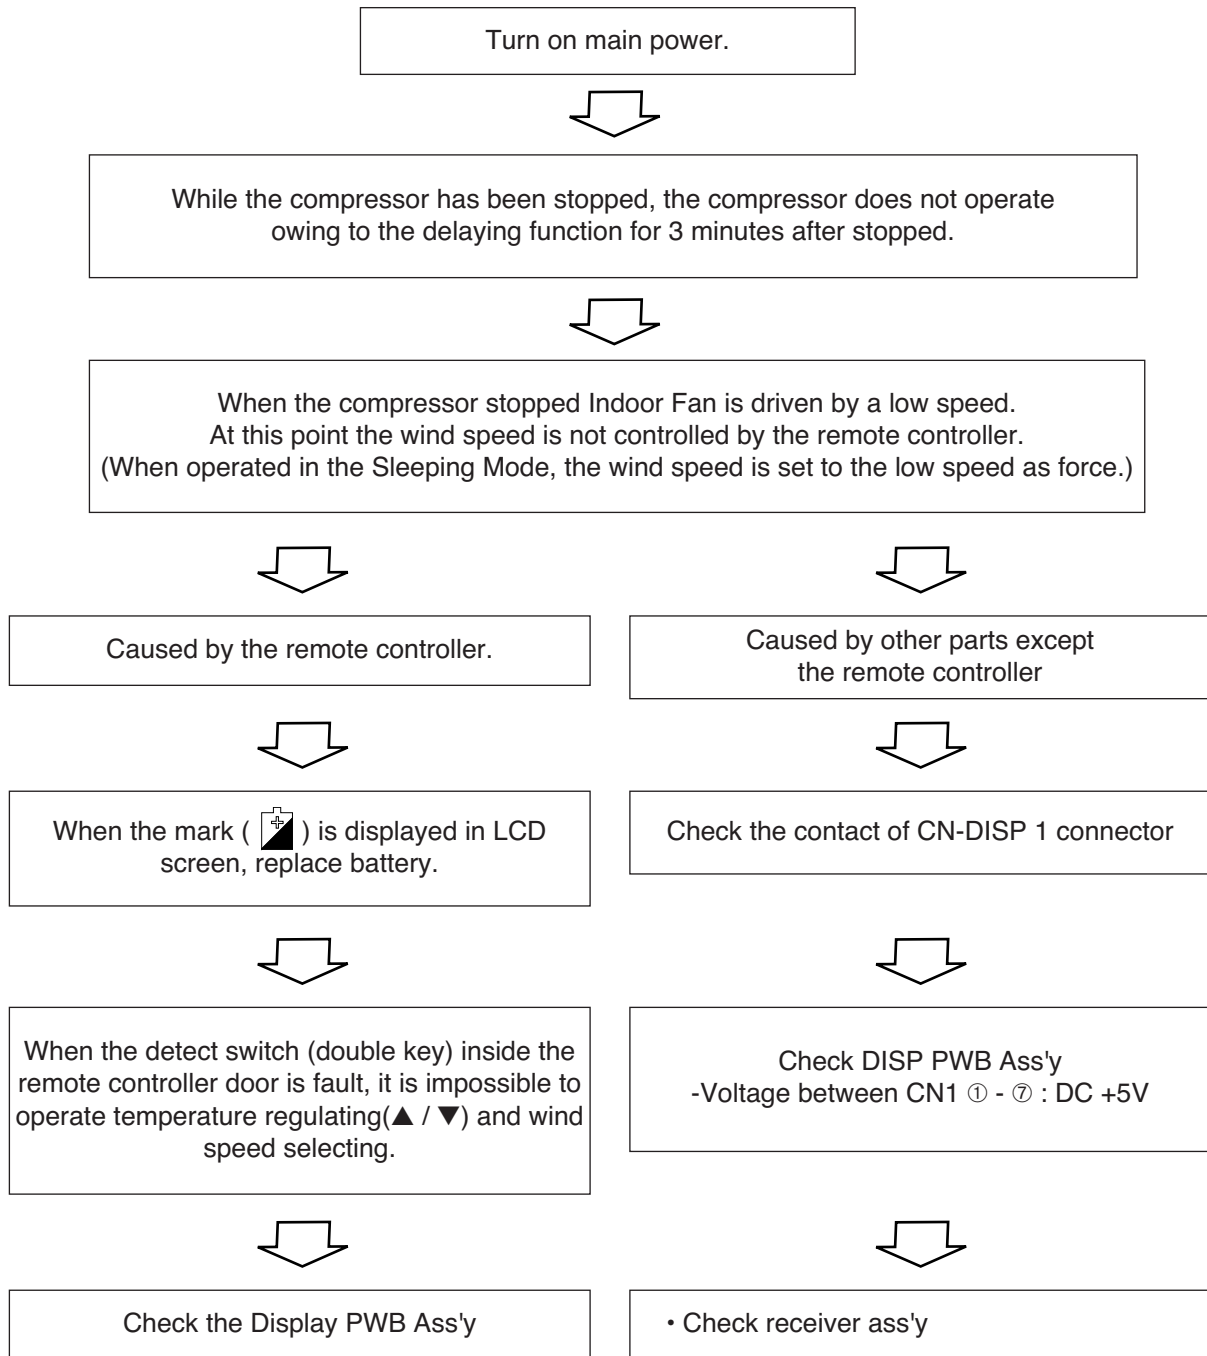 Turn on main power.
While the compressor has been stopped, the compressor does not operate
owing to the delaying function for 3 minutes after stopped.
When the compressor stopped Indoor Fan is driven by a low speed.
At this point the wind speed is not controlled by the remote controller.
(When operated in the Sleeping Mode, the wind speed is set to the low speed as force.)
Caused by the remote controller.
When the mark ( ) is displayed in LCD
screen, replace battery.
When the detect switch (double key) inside the
remote controller door is fault, it is impossible to
operate temperature regulating(▲ / ▼) and wind
speed selecting.
Check the Display PWB Ass'y
Caused by other parts except
the remote controller
Check the contact of CN-DISP 1 connector
Check DISP PWB Ass'y
-Voltage between CN1 ① - ⑦ : DC +5V
• Check receiver ass'y